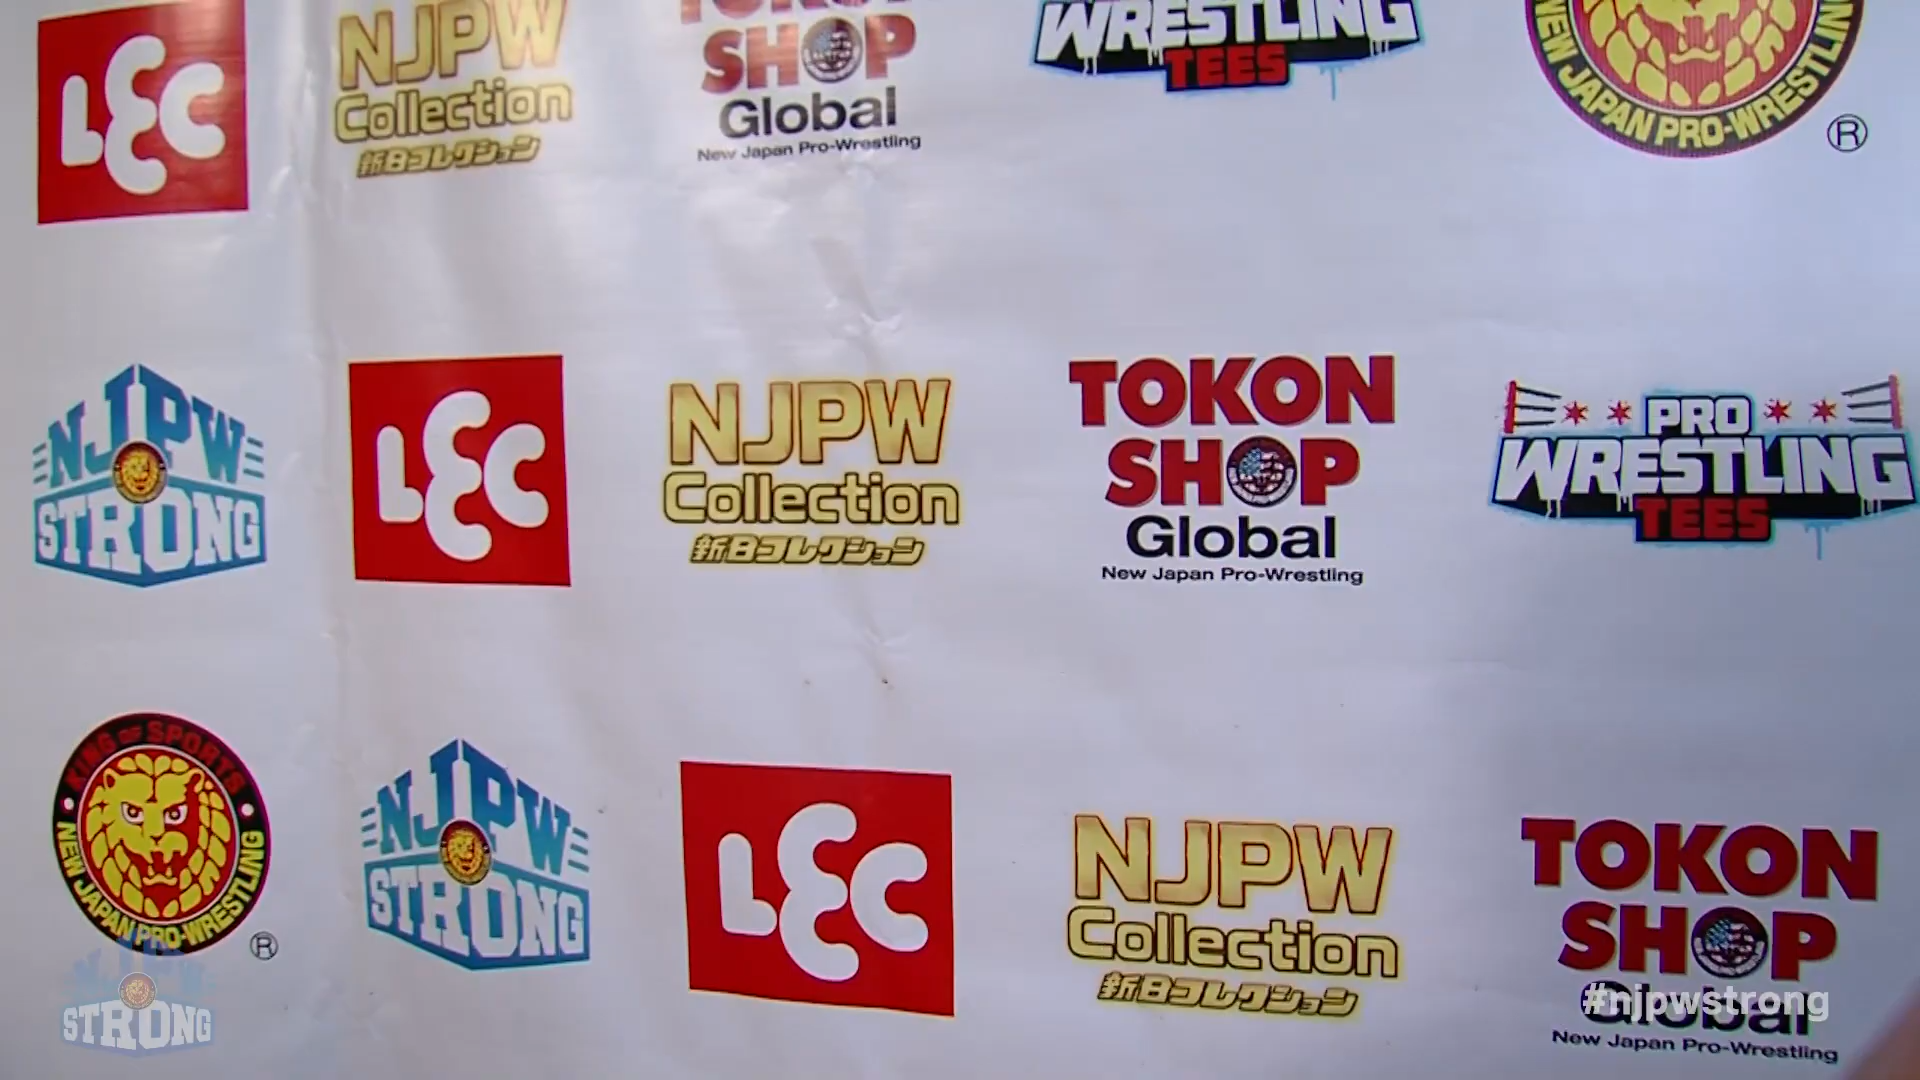 LEC
NJPW
Collection
新日コレクション
TOKON
SHOP
Global
New Japan Pro-Wrestling
WRESTLING
TEES
NEW JAPAN PRO-WRESTLING
®
NJPW
STRONG
LEC
NJPW
Collection
新日コレクション
TOKON
SHOP
Global
New Japan Pro-Wrestling
PRO
WRESTLING
TEES
KING OF SPORTS
NEW JAPAN PRO-WRESTLING
®
NJPW
STRONG
LEC
NJPW
Collection
新日コレクション
TOKON
SHOP
Global
New Japan Pro-Wrestling
NJPW
STRONG
#njpwstrong